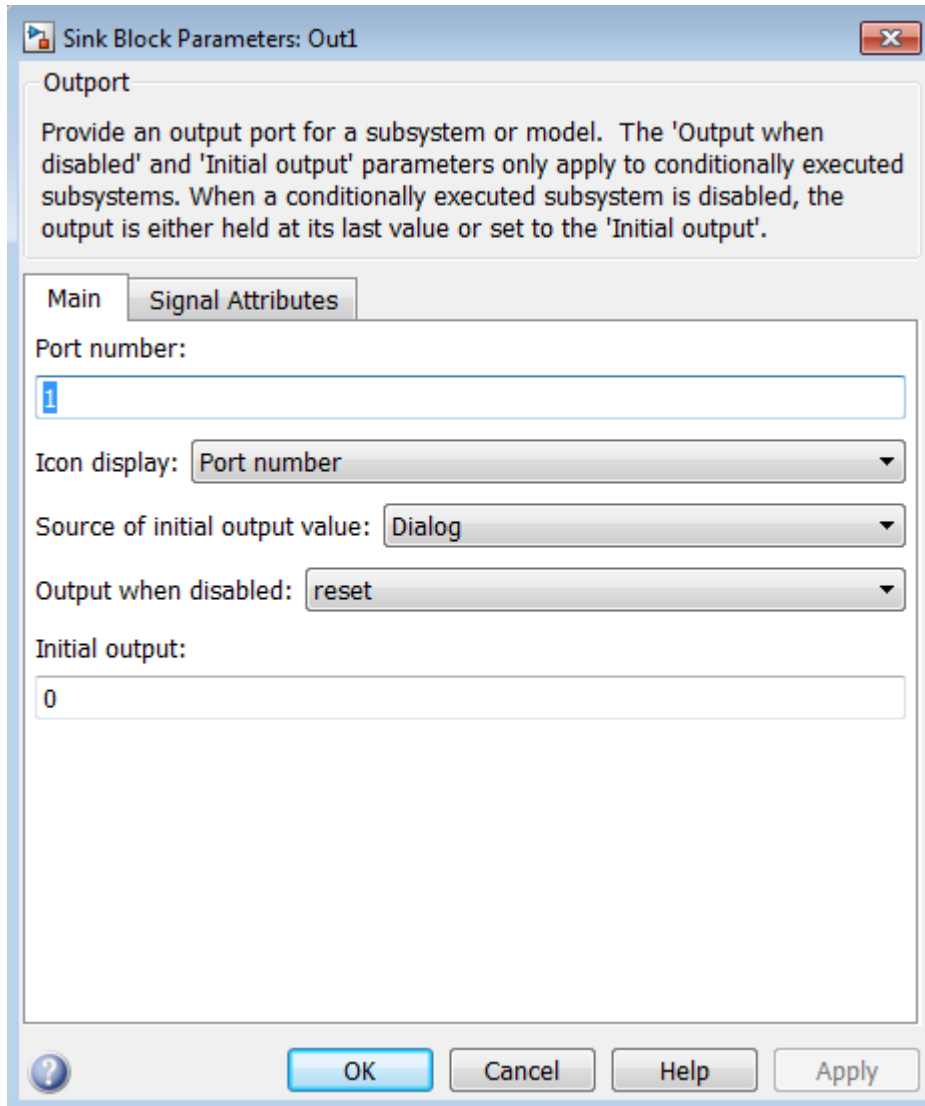 Sink Block Parameters: Out1
Outport
Provide an output port for a subsystem or model. The 'Output when
disabled' and 'Initial output' parameters only apply to conditionally executed
subsystems. When a conditionally executed subsystem is disabled, the
output is either held at its last value or set to the 'Initial output'.
Main Signal Attributes
Port number:
1
Icon display: Port number
Source of initial output value: Dialog
Output when disabled: reset
Initial output:
0
? OK Cancel Help Apply